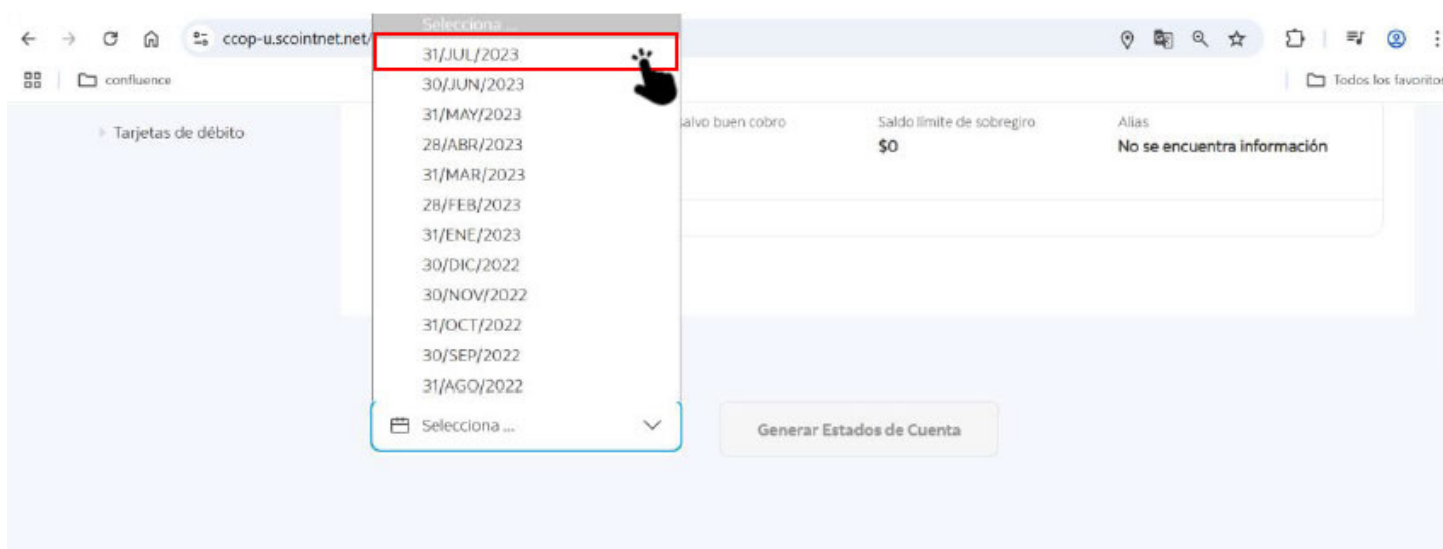 Selecciona ...
ccop-u.scointnet.net/
31/JUL/2023
30/JUN/2023
confluence
Todos los favoritos
31/MAY/2023
Tarjetas de débito
salvo buen cobro
Saldo límite de sobregiro
Alias
28/ABR/2023
$0
No se encuentra información
31/MAR/2023
28/FEB/2023
31/ENE/2023
30/DIC/2022
30/NOV/2022
31/OCT/2022
30/SEP/2022
31/AGO/2022
Selecciona ...
Generar Estados de Cuenta